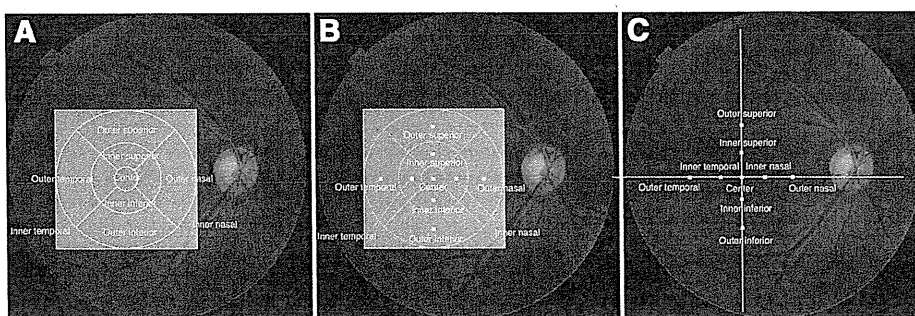 A
Outer superior
Inner superior
Center
Outer temporal
Outer nasal
Inner inferior
Inner temporal
Inner nasal
Outer inferior
B
Outer superior
Inner superior
Outer temporal
Center
Outer nasal
Inner inferior
Inner temporal
Inner nasal
Outer inferior
C
Outer superior
Inner superior
Inner temporal
Inner nasal
Outer temporal
Center
Outer nasal
Inner inferior
Outer inferior